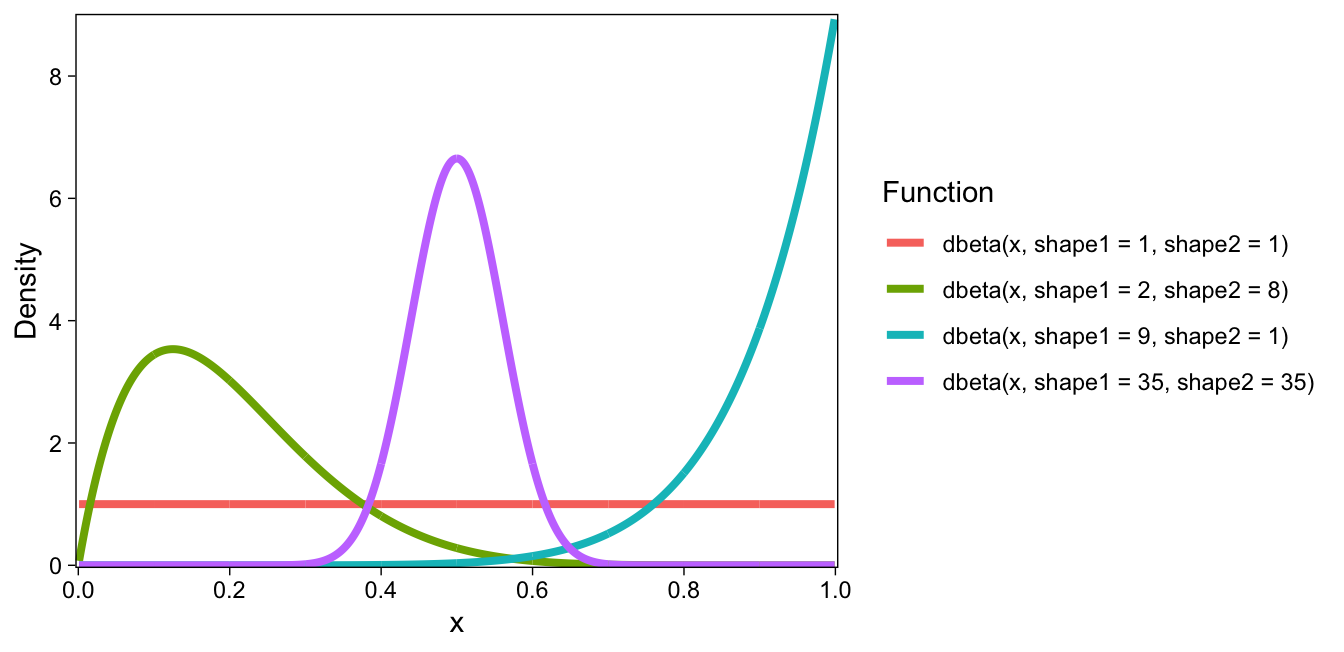 8
6
4
2
0
Density
0.0 0.2 0.4 0.6 0.8 1.0
x
Function
dbeta(x, shape1 = 1, shape2 = 1)
dbeta(x, shape1 = 2, shape2 = 8)
dbeta(x, shape1 = 9, shape2 = 1)
dbeta(x, shape1 = 35, shape2 = 35)